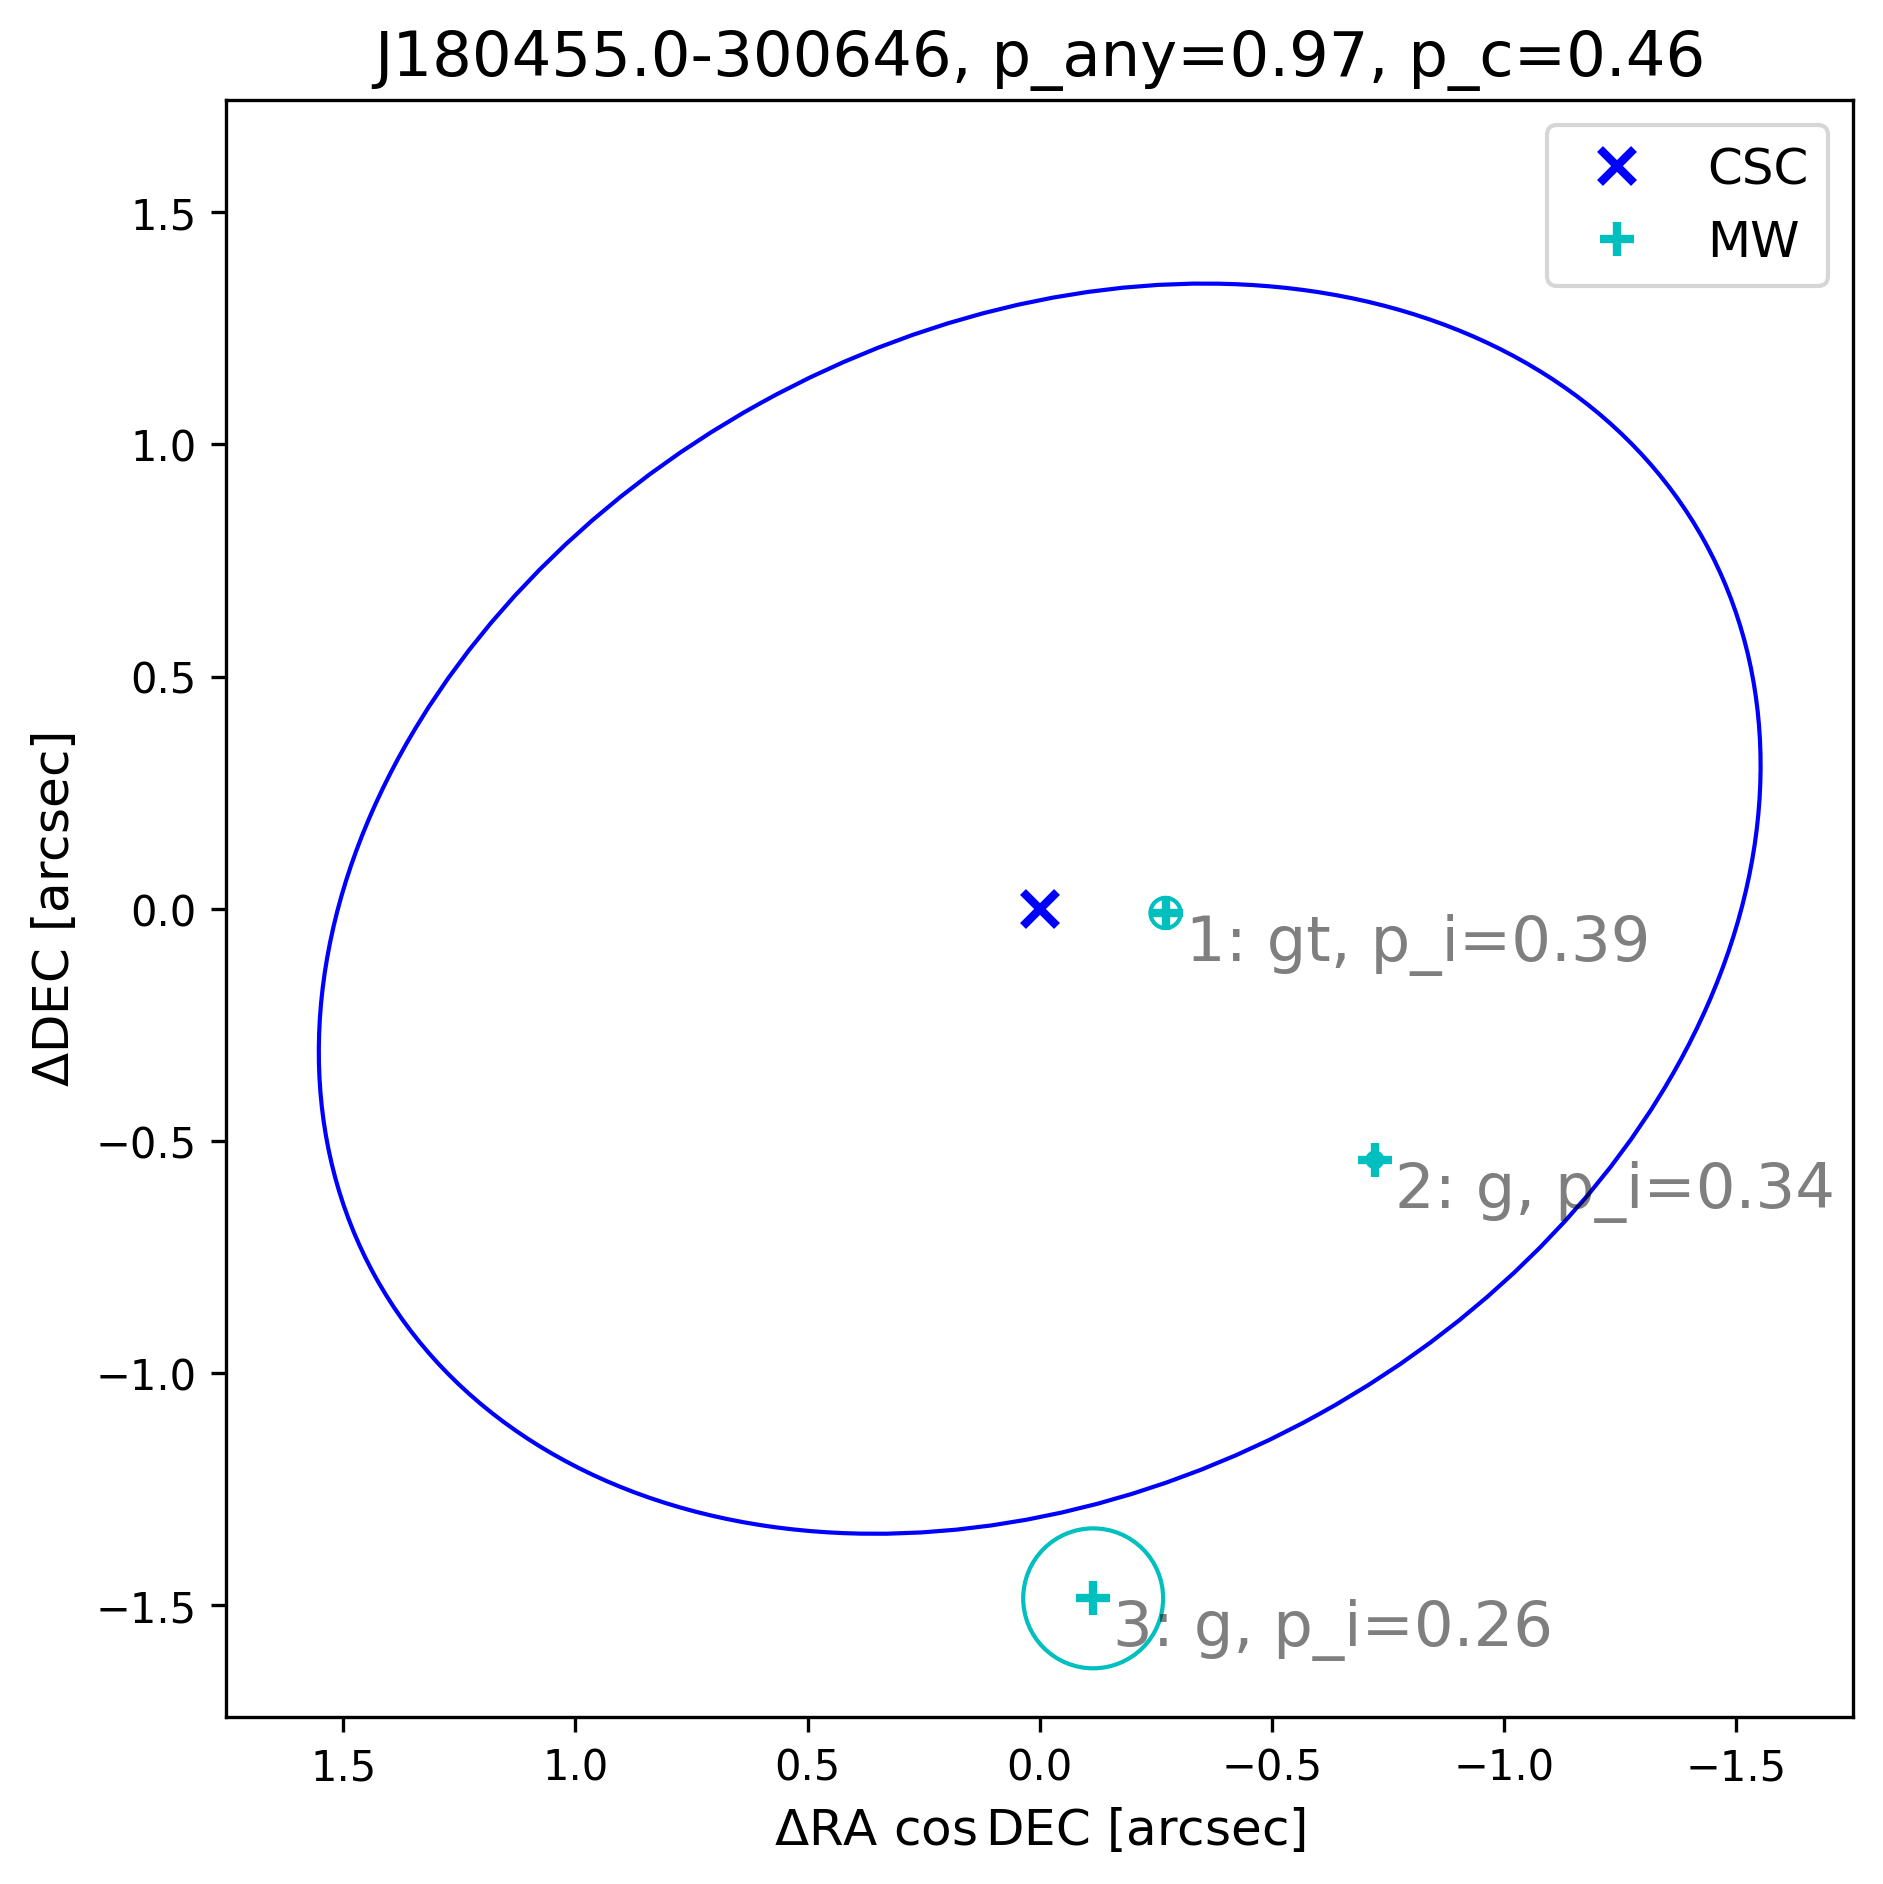 J180455.0-300646, p_any=0.97, p_c=0.46
CSC
MW
1.5
1.0
0.5
0.0
−0.5
−1.0
−1.5
ΔDEC [arcsec]
1: gt, p_i=0.39
2: g, p_i=0.34
3: g, p_i=0.26
1.5 1.0 0.5 0.0 −0.5 −1.0 −1.5
ΔRA cos DEC [arcsec]